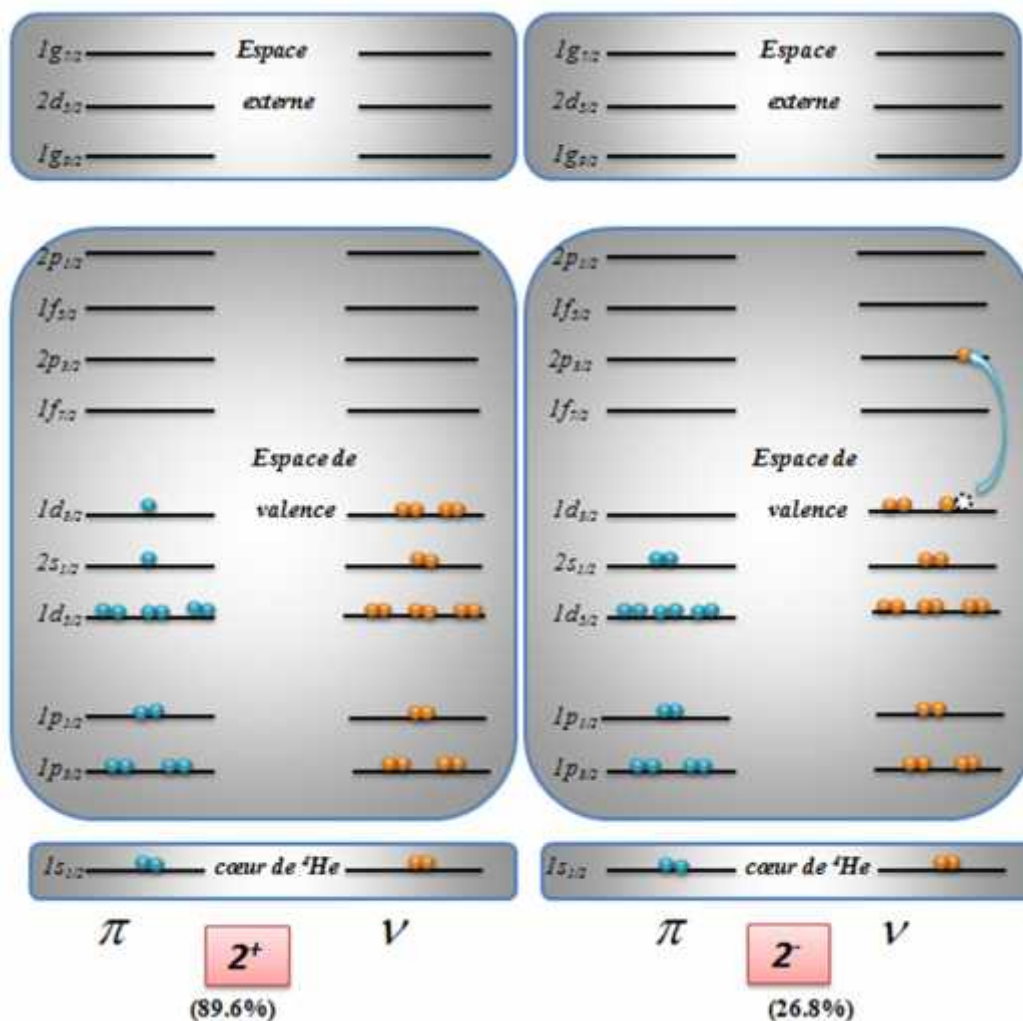 1g7/2 Espace
2d5/2 externe
1g9/2
2p1/2
1f5/2
2p3/2
1f7/2
Espace de
1d3/2 valence
2s1/2
1d5/2
1p1/2
1p3/2
1s1/2 cœur de ⁴He
π ν
2⁺
(89.6%)
1g7/2 Espace
2d5/2 externe
1g9/2
2p1/2
1f5/2
2p3/2
1f7/2
Espace de
1d3/2 valence
2s1/2
1d5/2
1p1/2
1p3/2
1s1/2 cœur de ⁴He
π ν
2⁻
(26.8%)